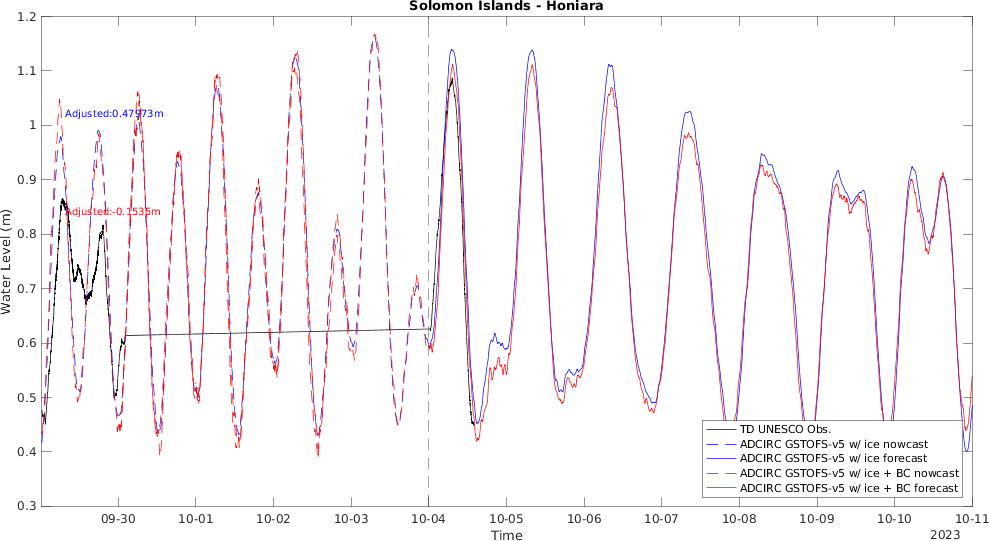 Solomon Islands - Honiara
Water Level (m)
1.2
1.1
1
0.9
0.8
0.7
0.6
0.5
0.4
0.3
Adjusted:0.47973m
Adjusted:-0.1535m
TD UNESCO Obs.
ADCIRC GSTOFS-v5 w/ ice nowcast
ADCIRC GSTOFS-v5 w/ ice forecast
ADCIRC GSTOFS-v5 w/ ice + BC nowcast
ADCIRC GSTOFS-v5 w/ ice + BC forecast
09-30 10-01 10-02 10-03 10-04 10-05 10-06 10-07 10-08 10-09 10-10 10-11
Time
2023